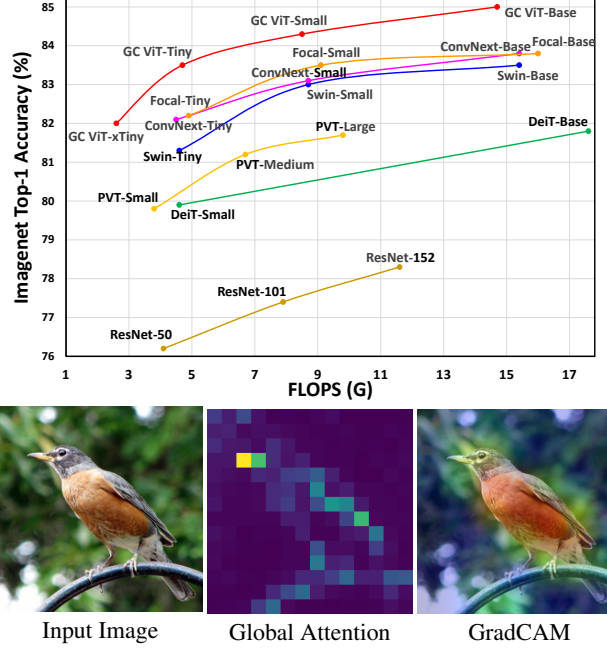 85
84
83
82
81
80
79
78
77
76
Imagenet Top-1 Accuracy (%)
GC ViT-Base
GC ViT-Small
GC ViT-Tiny
Focal-Small
ConvNext-Base
Focal-Base
ConvNext-Small
Swin-Base
Focal-Tiny
Swin-Small
GC ViT-xTiny
ConvNext-Tiny
PVT-Large
DeiT-Base
Swin-Tiny
PVT-Medium
PVT-Small
DeiT-Small
ResNet-152
ResNet-101
ResNet-50
1 3 5 7 9 11 13 15 17
FLOPS (G)
Input Image
Global Attention
GradCAM